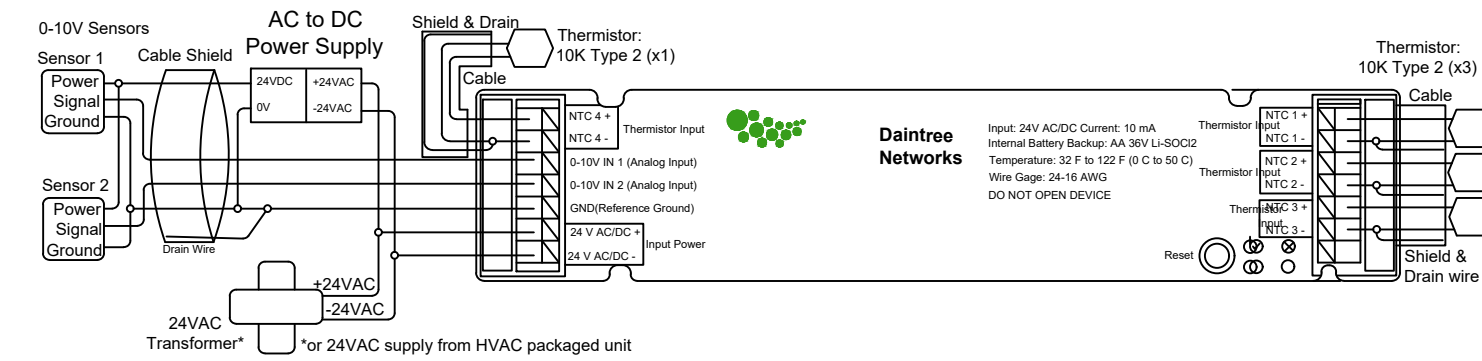 0-10V Sensors
Sensor 1
Power
Signal
Ground
Sensor 2
Power
Signal
Ground
Cable Shield
Drain Wire
AC to DC
Power Supply
24VDC
+24VAC
0V
-24VAC
Shield & Drain
Cable
Thermistor:
10K Type 2 (x1)
+24VAC
-24VAC
24VAC
Transformer*
*or 24VAC supply from HVAC packaged unit
NTC 4 +
NTC 4 -
Thermistor Input
0-10V IN 1 (Analog Input)
0-10V IN 2 (Analog Input)
GND(Reference Ground)
24 V AC/DC +
24 V AC/DC -
Input Power
Daintree
Networks
Input: 24V AC/DC Current: 10 mA
Internal Battery Backup: AA 36V Li-SOCl2
Temperature: 32 F to 122 F (0 C to 50 C)
Wire Gage: 24-16 AWG
DO NOT OPEN DEVICE
Reset
Thermistor Input
NTC 1 +
NTC 1 -
Thermistor Input
NTC 2 +
NTC 2 -
Thermistor
Input
NTC 3 +
NTC 3 -
Thermistor:
10K Type 2 (x3)
Cable
Shield &
Drain wire